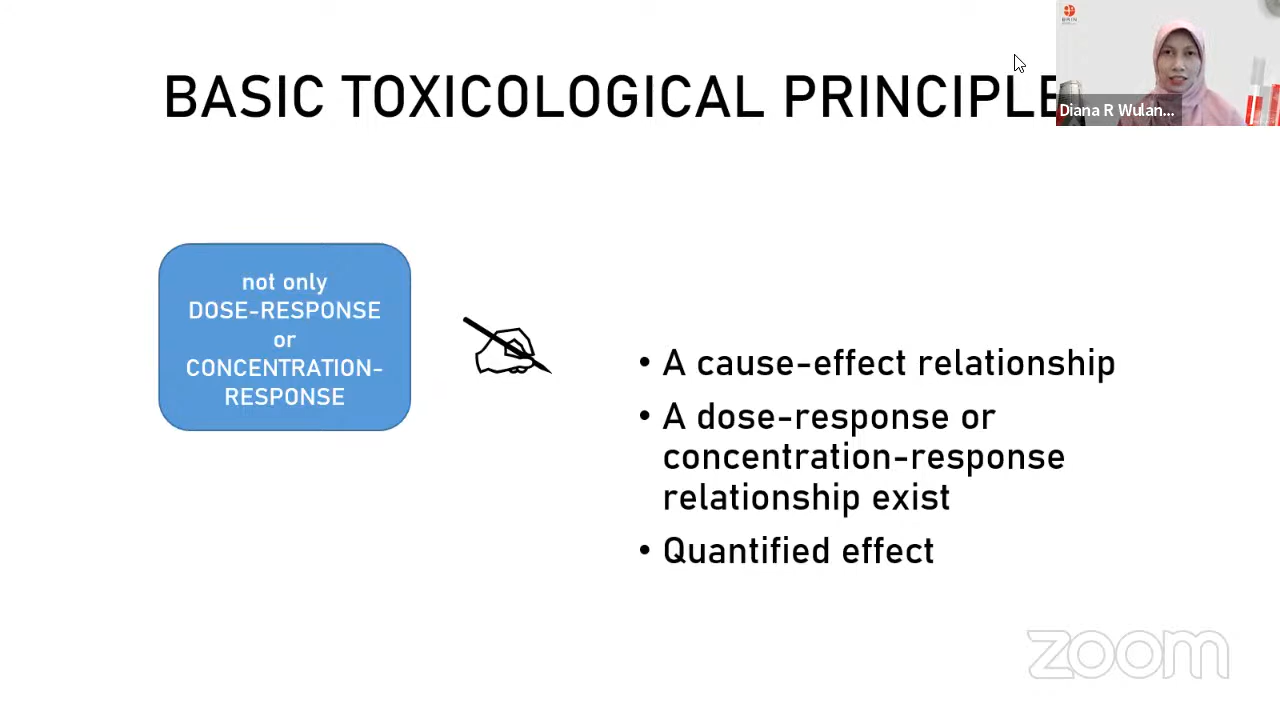 BASIC TOXICOLOGICAL PRINCIPLE
Diana R Wulan...
not only
DOSE-RESPONSE
or
CONCENTRATION-
RESPONSE
• A cause-effect relationship
• A dose-response or
concentration-response
relationship exist
• Quantified effect
zoom